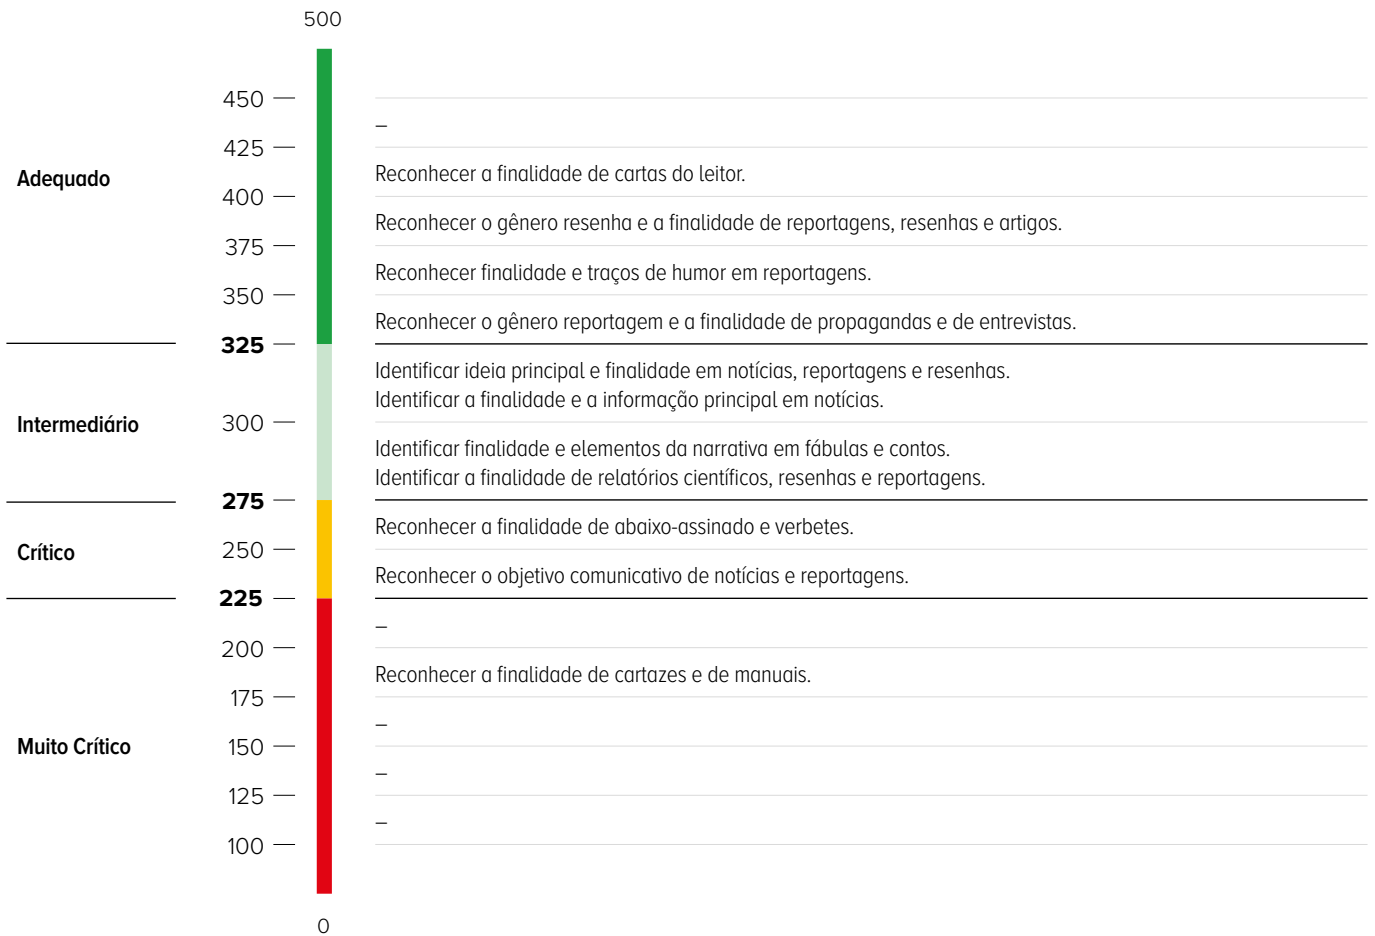 500
450
–
425
Adequado
Reconhecer a finalidade de cartas do leitor.
400
Reconhecer o gênero resenha e a finalidade de reportagens, resenhas e artigos.
375
Reconhecer finalidade e traços de humor em reportagens.
350
Reconhecer o gênero reportagem e a finalidade de propagandas e de entrevistas.
325
Identificar ideia principal e finalidade em notícias, reportagens e resenhas.
Identificar a finalidade e a informação principal em notícias.
Intermediário
300
Identificar finalidade e elementos da narrativa em fábulas e contos.
Identificar a finalidade de relatórios científicos, resenhas e reportagens.
275
Reconhecer a finalidade de abaixo-assinado e verbetes.
Crítico
250
Reconhecer o objetivo comunicativo de notícias e reportagens.
225
–
200
Reconhecer a finalidade de cartazes e de manuais.
175
–
Muito Crítico
150
–
125
–
100
0